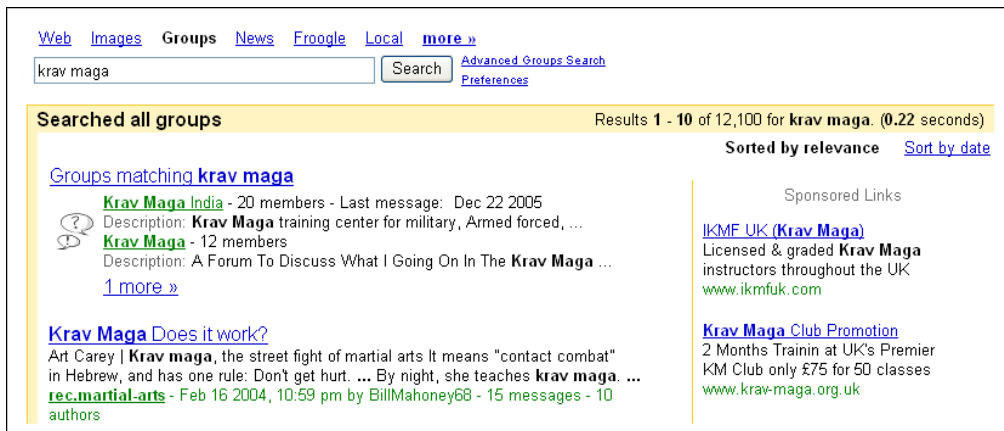 Web Images Groups News Froogle Local more »
krav maga Search Advanced Groups Search
Preferences
Searched all groups Results 1 - 10 of 12,100 for krav maga. (0.22 seconds)
Sorted by relevance Sort by date
Groups matching krav maga
Krav Maga India - 20 members - Last message: Dec 22 2005
Description: Krav Maga training center for military, Armed forced, ...
Krav Maga - 12 members
Description: A Forum To Discuss What I Going On In The Krav Maga ...
1 more »
Krav Maga Does it work?
Art Carey | Krav maga, the street fight of martial arts It means "contact combat"
in Hebrew, and has one rule: Don't get hurt. ... By night, she teaches krav maga. ...
rec.martial-arts - Feb 16 2004, 10:59 pm by BillMahoney68 - 15 messages - 10
authors
Sponsored Links
IKMF UK (Krav Maga)
Licensed & graded Krav Maga
instructors throughout the UK
www.ikmfuk.com
Krav Maga Club Promotion
2 Months Trainin at UK's Premier
KM Club only £75 for 50 classes
www.krav-maga.org.uk